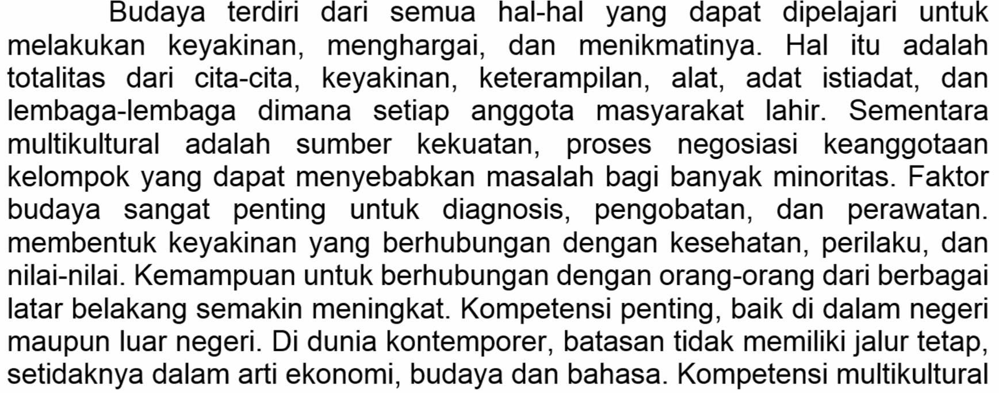 Budaya terdiri dari semua hal-hal yang dapat dipelajari untuk
melakukan keyakinan, menghargai, dan menikmatinya. Hal itu adalah
totalitas dari cita-cita, keyakinan, keterampilan, alat, adat istiadat, dan
lembaga-lembaga dimana setiap anggota masyarakat lahir. Sementara
multikultural adalah sumber kekuatan, proses negosiasi keanggotaan
kelompok yang dapat menyebabkan masalah bagi banyak minoritas. Faktor
budaya sangat penting untuk diagnosis, pengobatan, dan perawatan.
membentuk keyakinan yang berhubungan dengan kesehatan, perilaku, dan
nilai-nilai. Kemampuan untuk berhubungan dengan orang-orang dari berbagai
latar belakang semakin meningkat. Kompetensi penting, baik di dalam negeri
maupun luar negeri. Di dunia kontemporer, batasan tidak memiliki jalur tetap,
setidaknya dalam arti ekonomi, budaya dan bahasa. Kompetensi multikultural